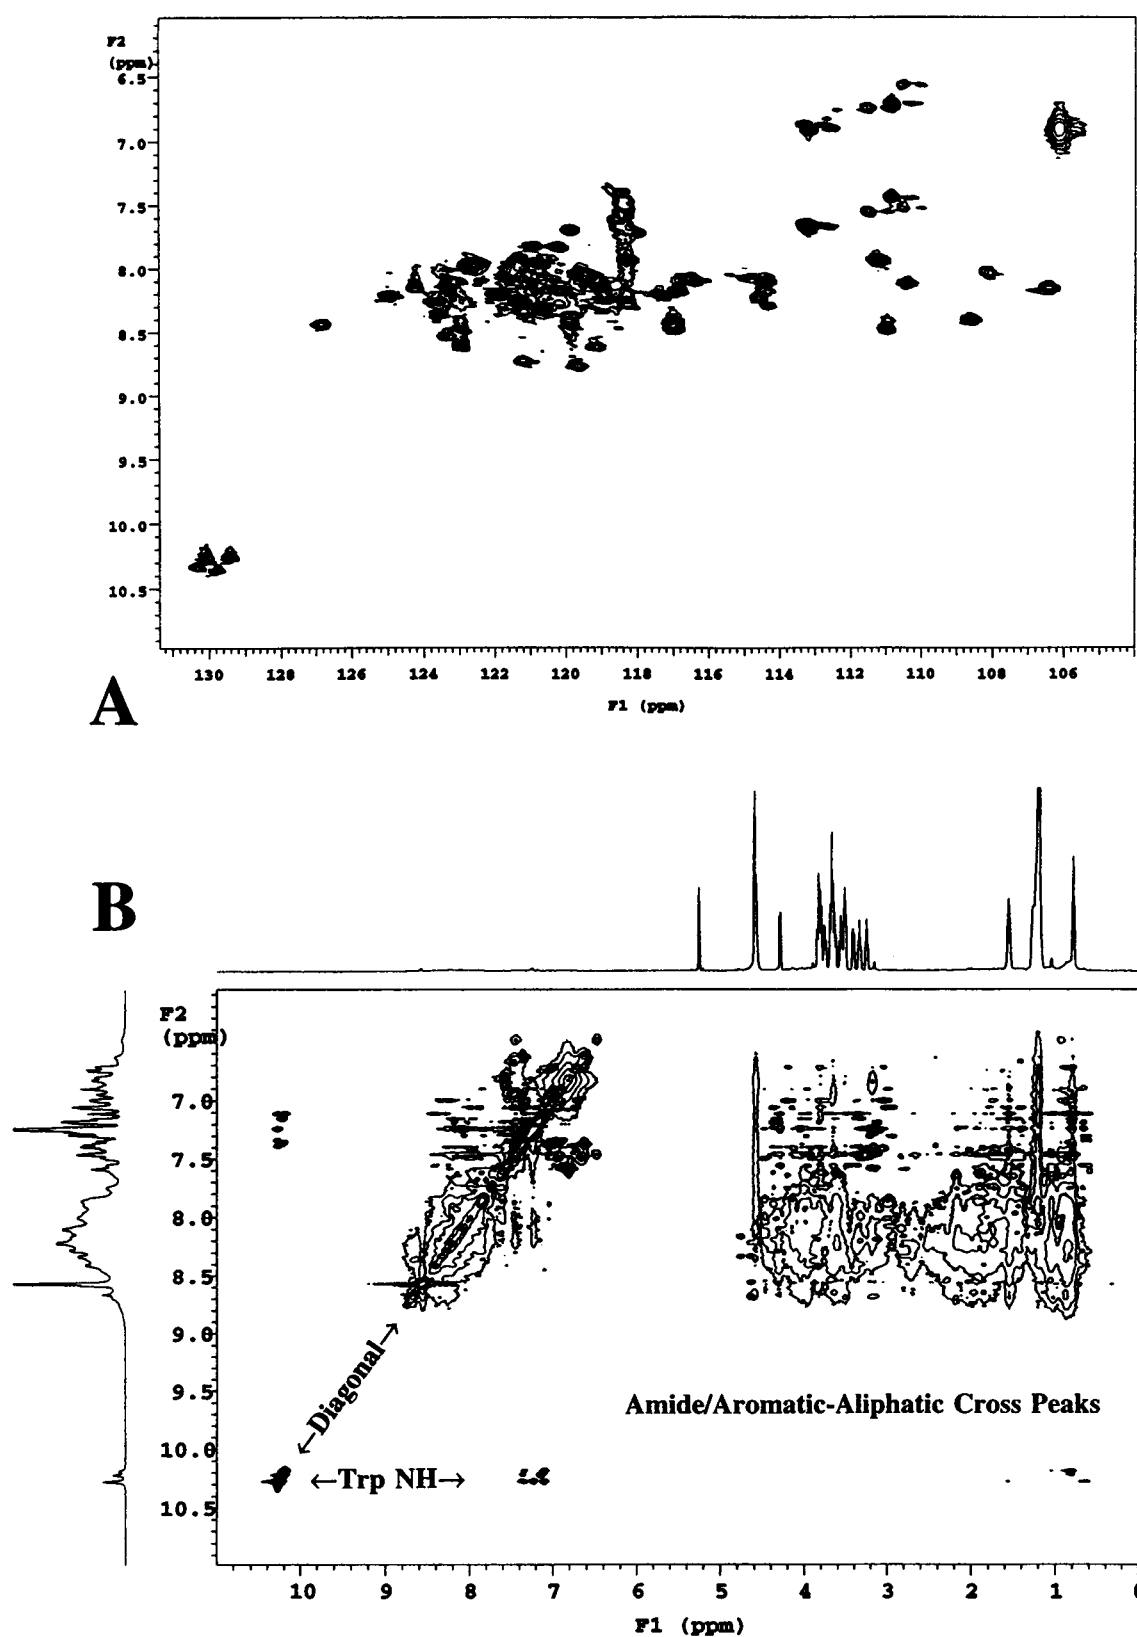 F2
(ppm)
6.5
7.0
7.5
8.0
8.5
9.0
9.5
10.0
10.5
130 128 126 124 122 120 118 116 114 112 110 108 106
F1 (ppm)
A
B
F2
(ppm)
7.0
7.5
8.0
8.5
9.0
9.5
10.0
10.5
←Diagonal→
Amide/Aromatic-Aliphatic Cross Peaks
←Trp NH→
10 9 8 7 6 5 4 3 2 1 0
F1 (ppm)